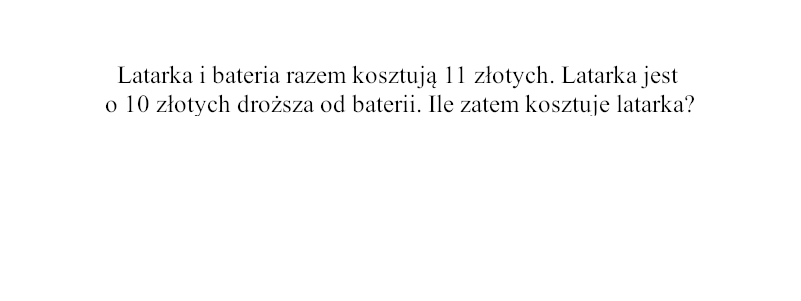 Latarka i bateria razem kosztują 11 złotych. Latarka jest
o 10 złotych droższa od baterii. Ile zatem kosztuje latarka?